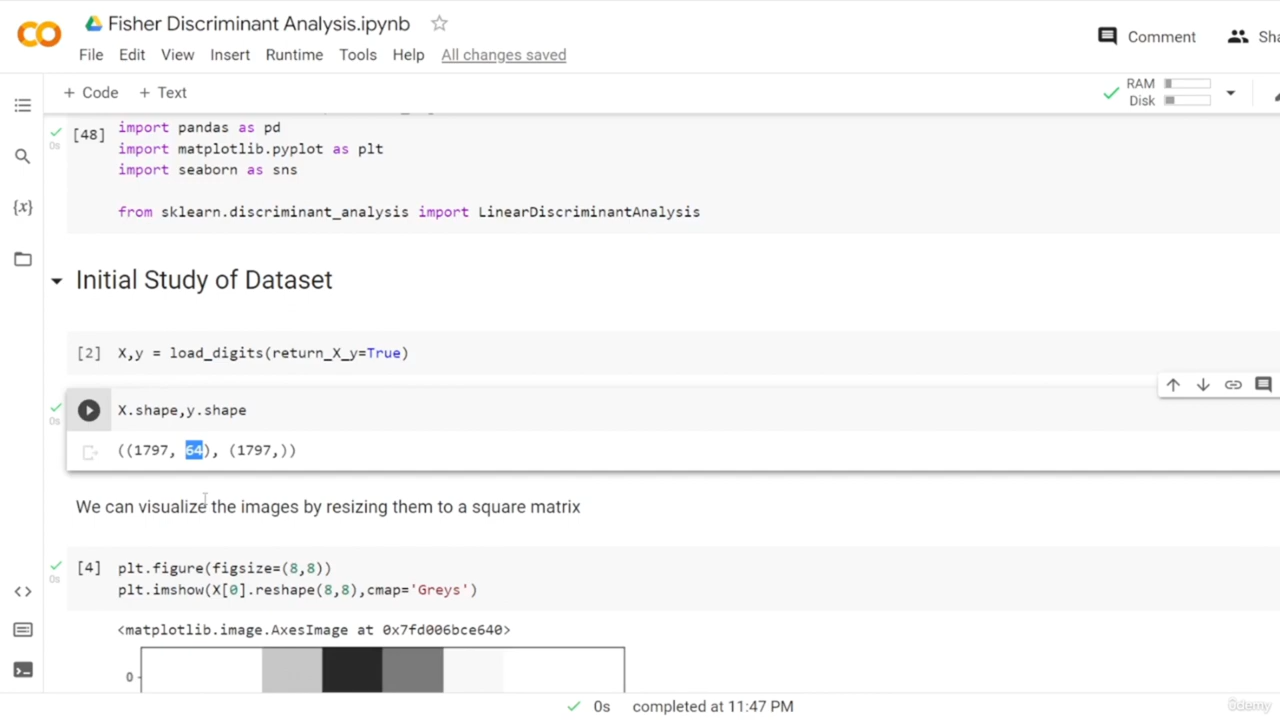 Fisher Discriminant Analysis.ipynb
File Edit View Insert Runtime Tools Help All changes saved
Comment
+ Code + Text
RAM
Disk
[48] import pandas as pd
0s
import matplotlib.pyplot as plt
import seaborn as sns
from sklearn.discriminant_analysis import LinearDiscriminantAnalysis
{x}
Initial Study of Dataset
[2] X,y = load_digits(return_X_y=True)
X.shape,y.shape
0s
((1797, 64), (1797,))
We can visualize the images by resizing them to a square matrix
[4] plt.figure(figsize=(8,8))
0s
plt.imshow(X[0].reshape(8,8),cmap='Greys')
<matplotlib.image.AxesImage at 0x7fd006bce640>
0
0s completed at 11:47 PM
ûdemy